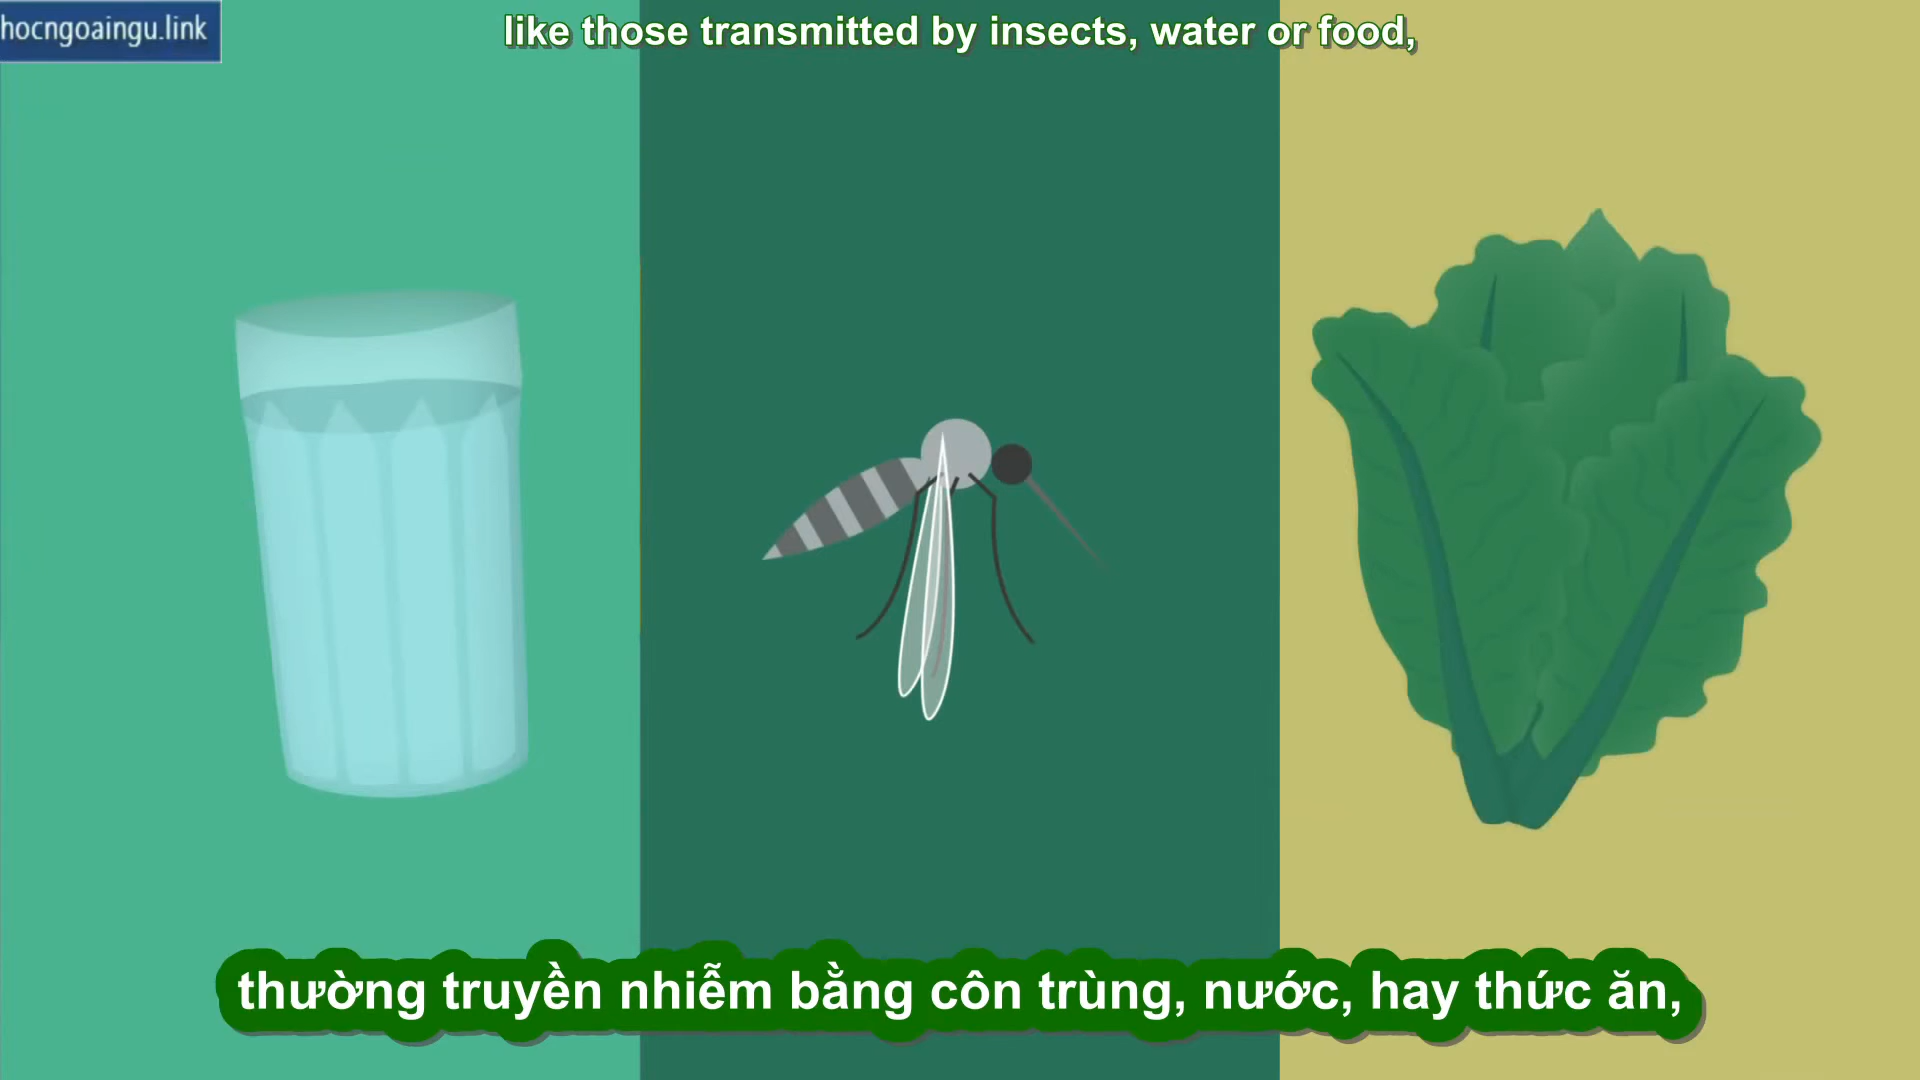 hocngoaingu.link
like those transmitted by insects, water or food,
thường truyền nhiễm bằng côn trùng, nước, hay thức ăn,